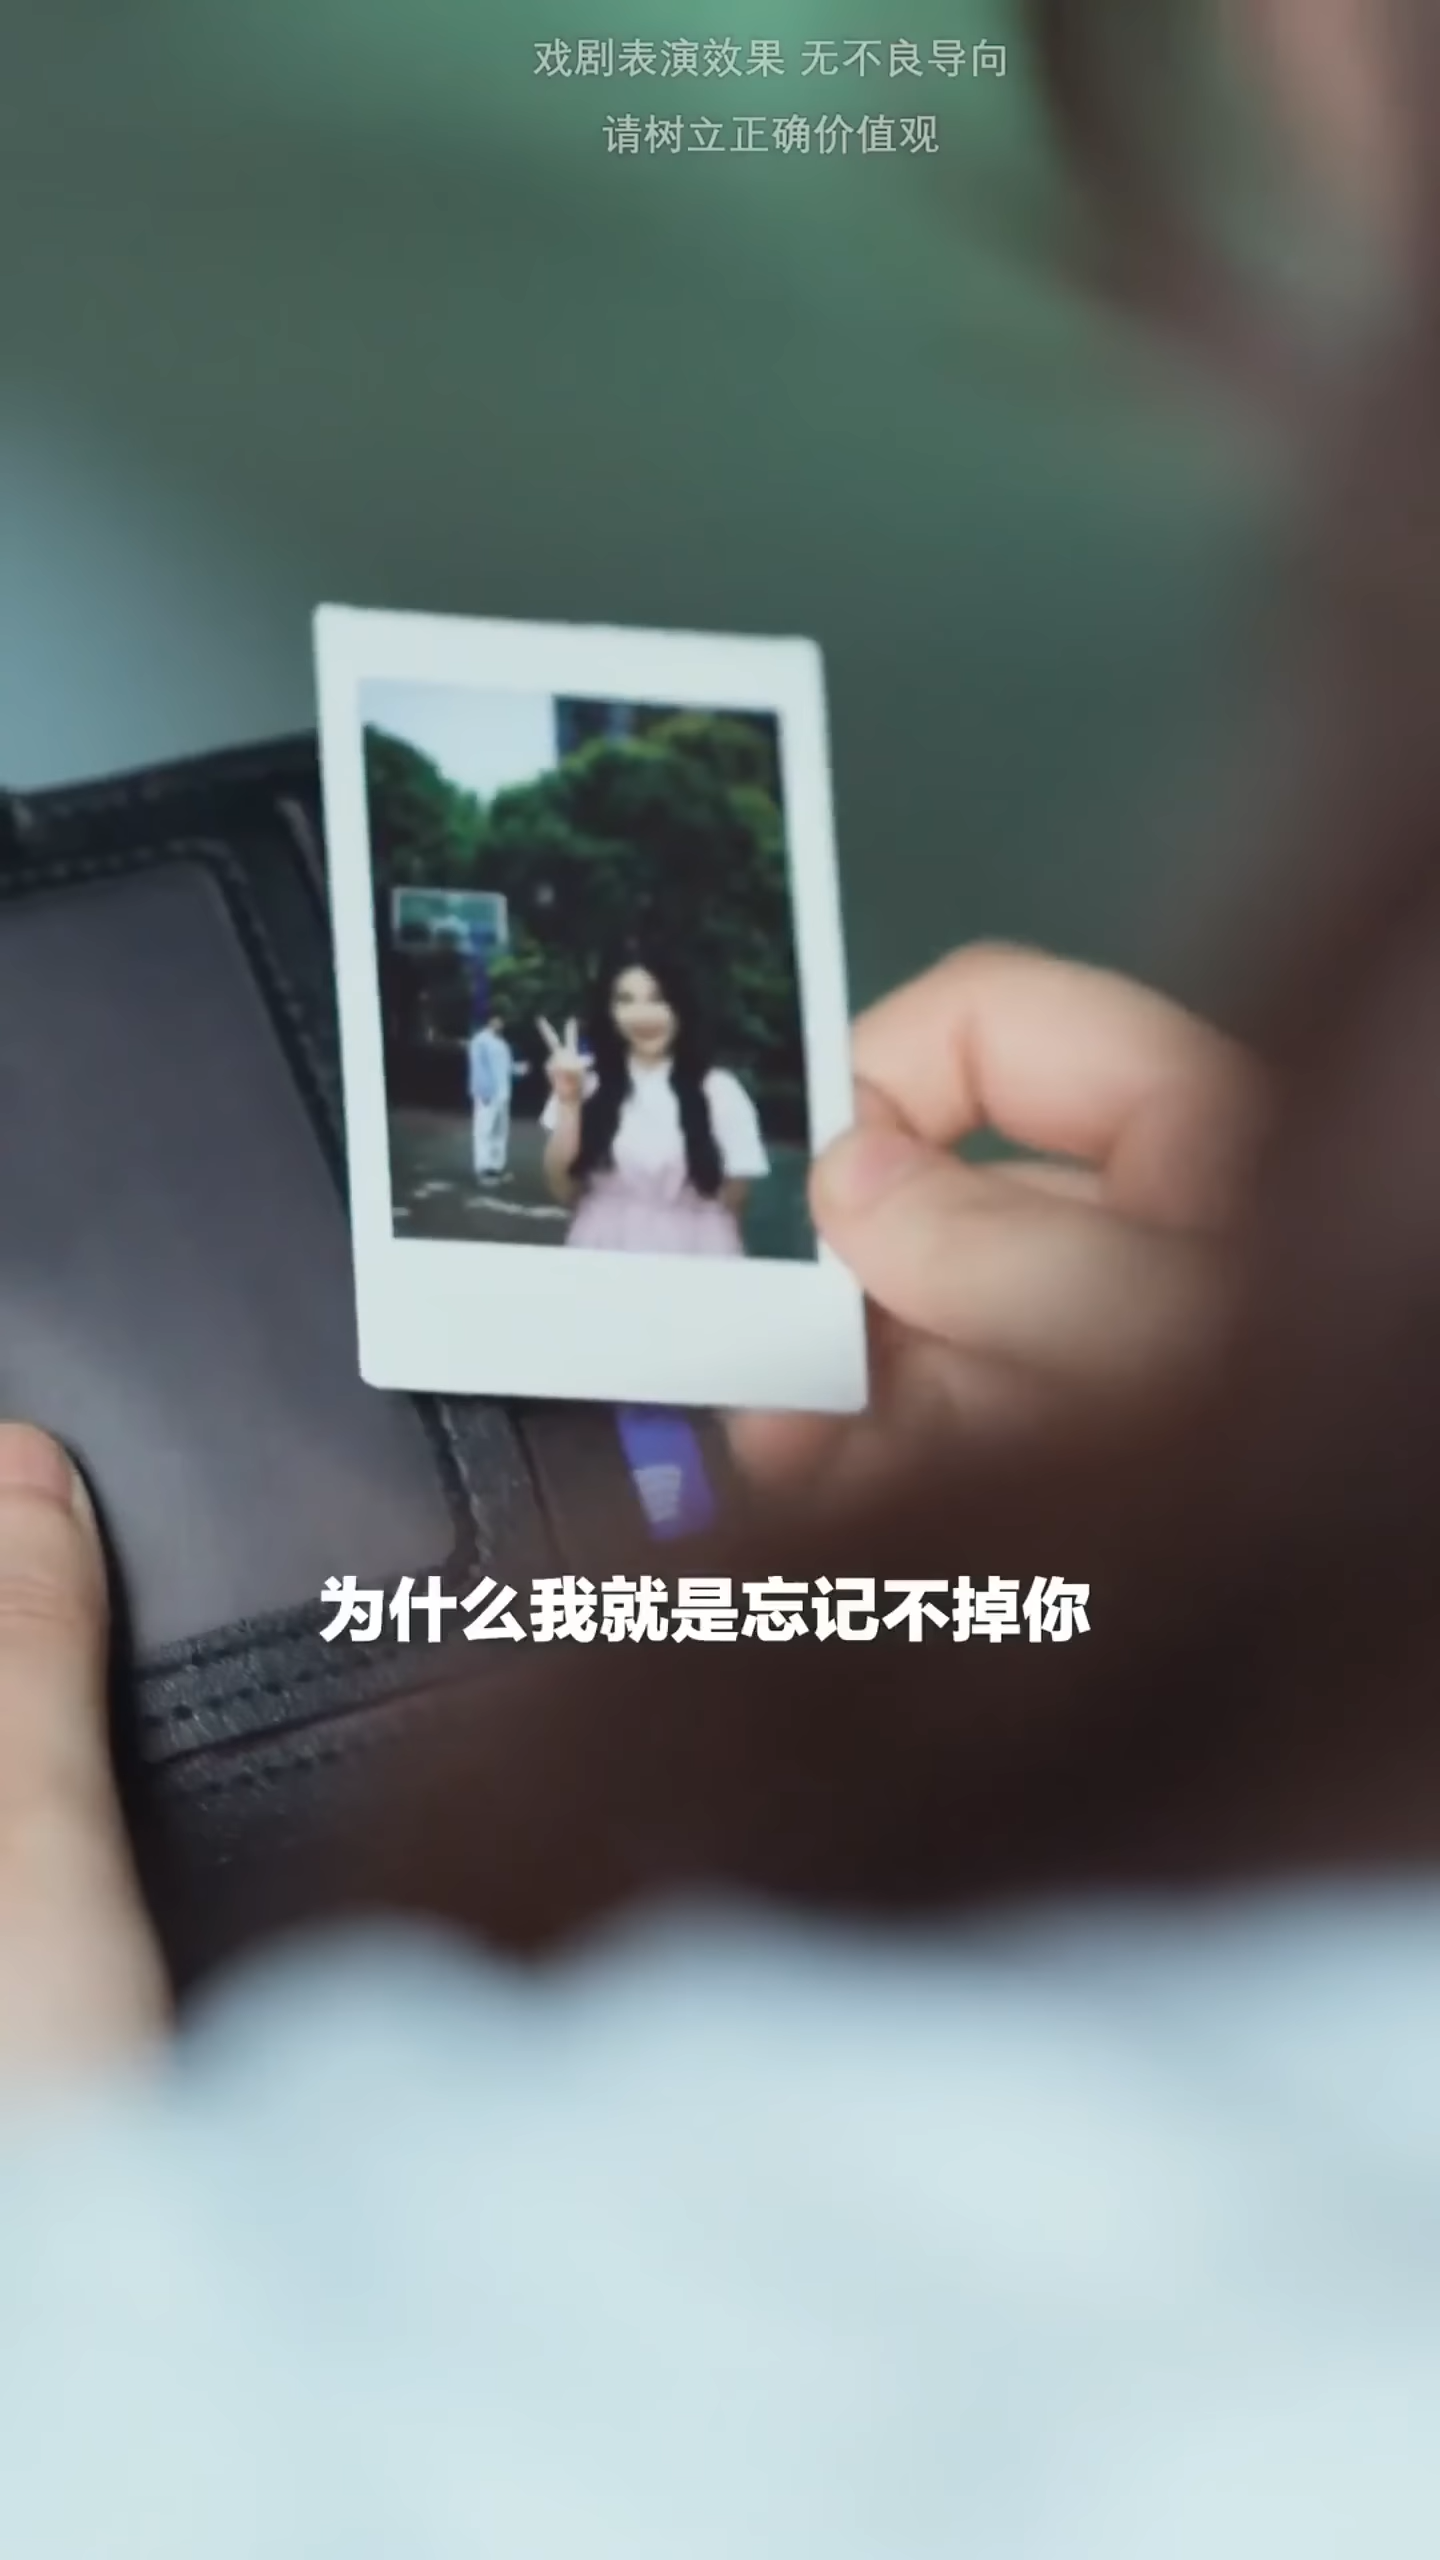 戏剧表演效果 无不良导向
请树立正确价值观
为什么我就是忘记不掉你